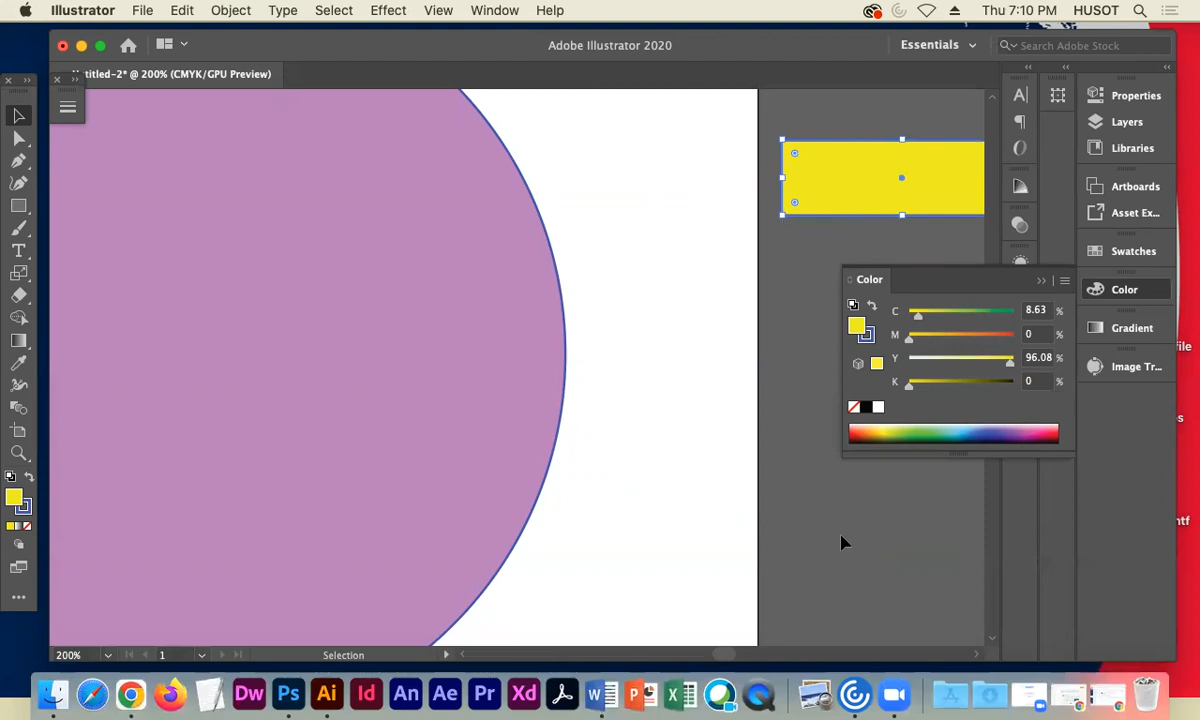 Illustrator File Edit Object Type Select Effect View Window Help Thu 7:10 PM HUSOT
Adobe Illustrator 2020
Essentials
Search Adobe Stock
titled-2* @ 200% (CMYK/GPU Preview)
Properties
Layers
Libraries
Artboards
Asset Ex...
Swatches
Color
Gradient
Image Tr...
Color
C 8.63 %
M 0 %
Y 96.08 %
K 0 %
file
s
ntf
200% 1 Selection
Dw Ps Ai Id An Ae Pr Xd W P X